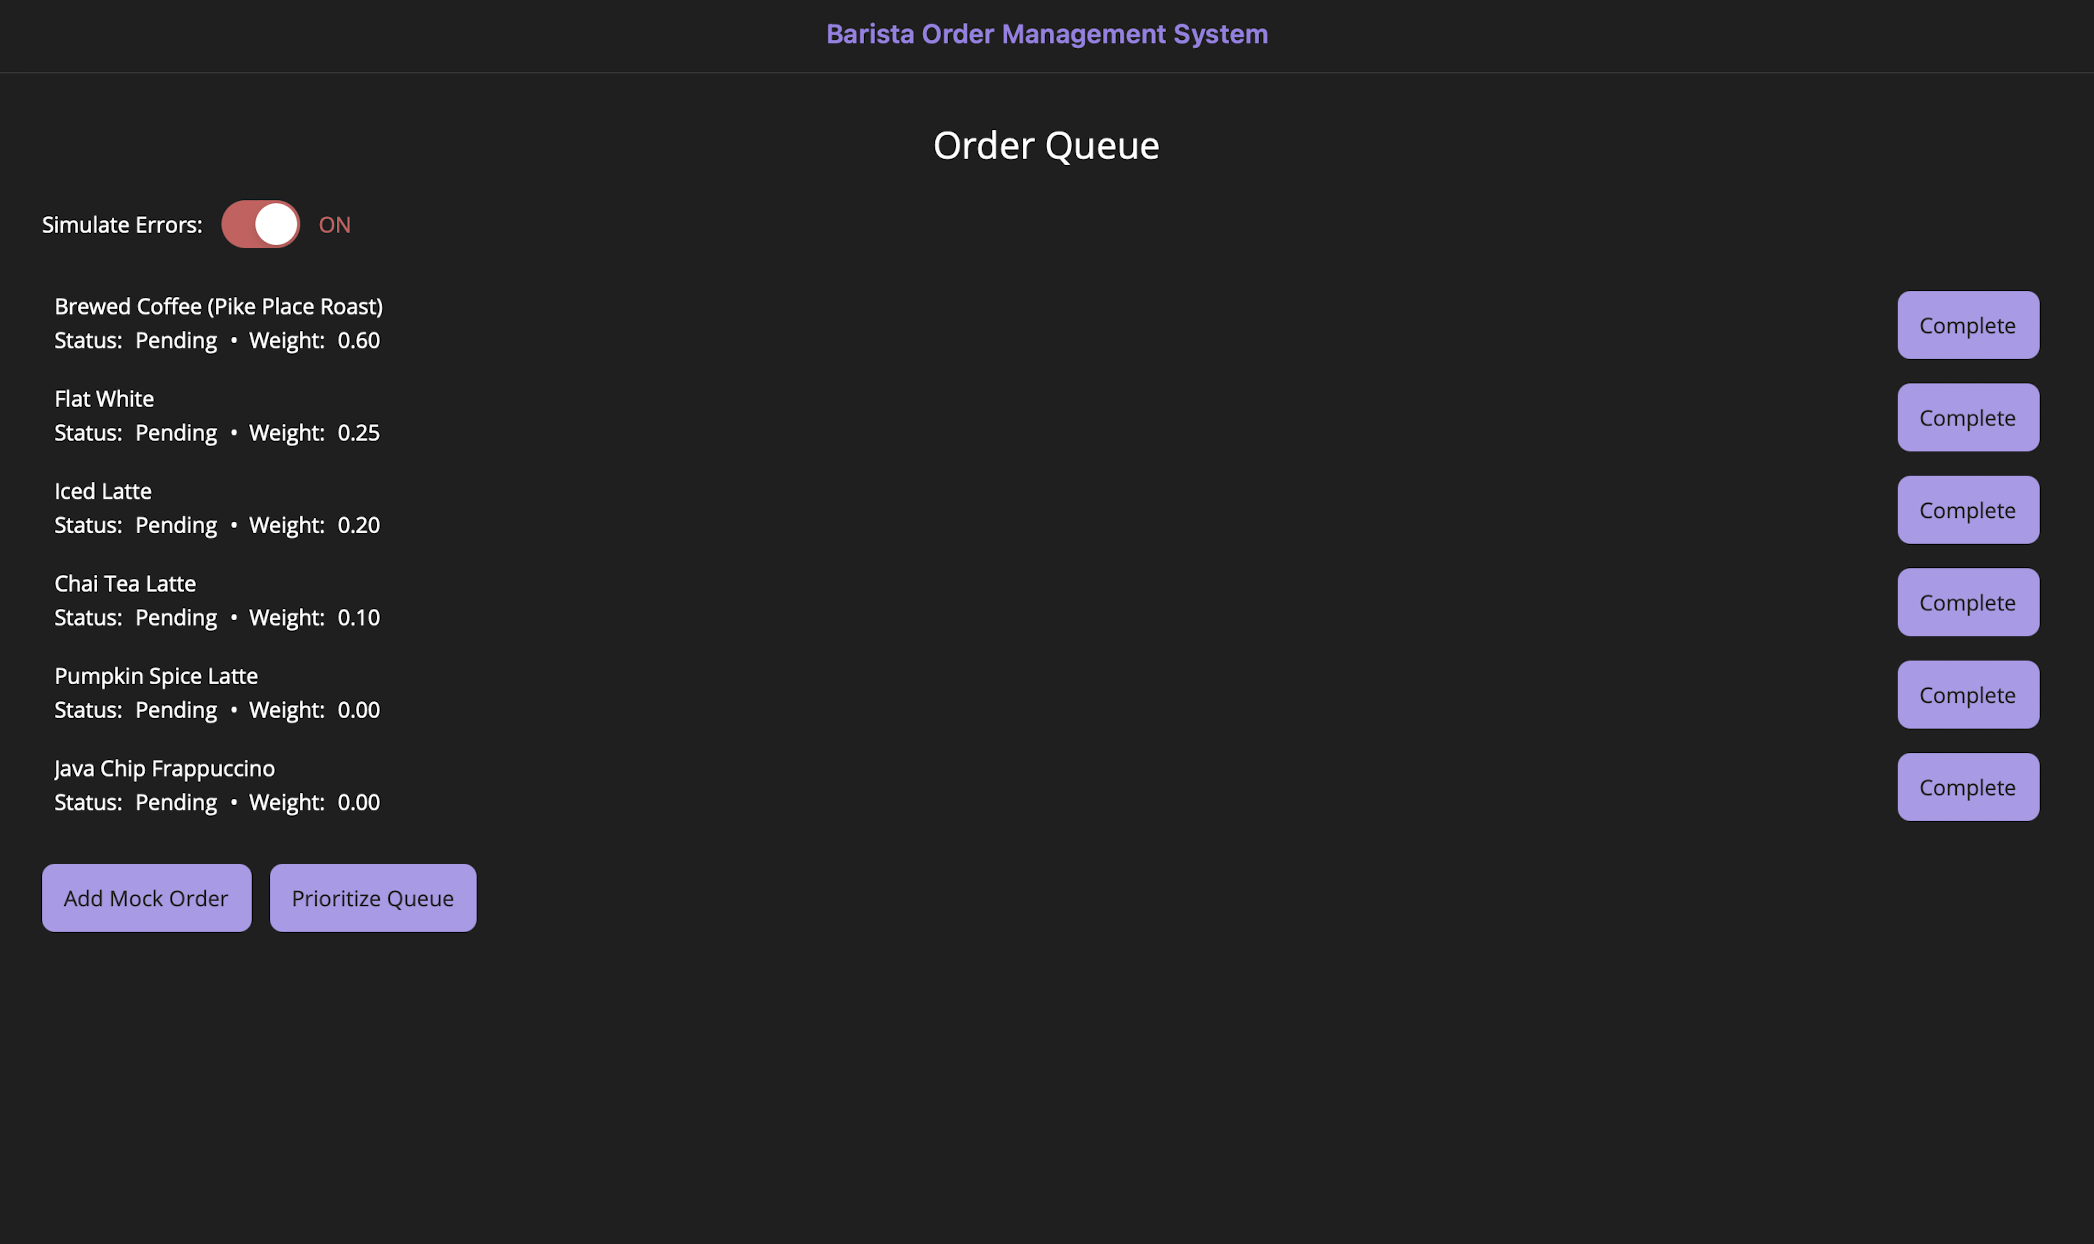 Barista Order Management System
Order Queue
Simulate Errors: ON
Brewed Coffee (Pike Place Roast)
Status: Pending • Weight: 0.60
Complete
Flat White
Status: Pending • Weight: 0.25
Complete
Iced Latte
Status: Pending • Weight: 0.20
Complete
Chai Tea Latte
Status: Pending • Weight: 0.10
Complete
Pumpkin Spice Latte
Status: Pending • Weight: 0.00
Complete
Java Chip Frappuccino
Status: Pending • Weight: 0.00
Complete
Add Mock Order
Prioritize Queue